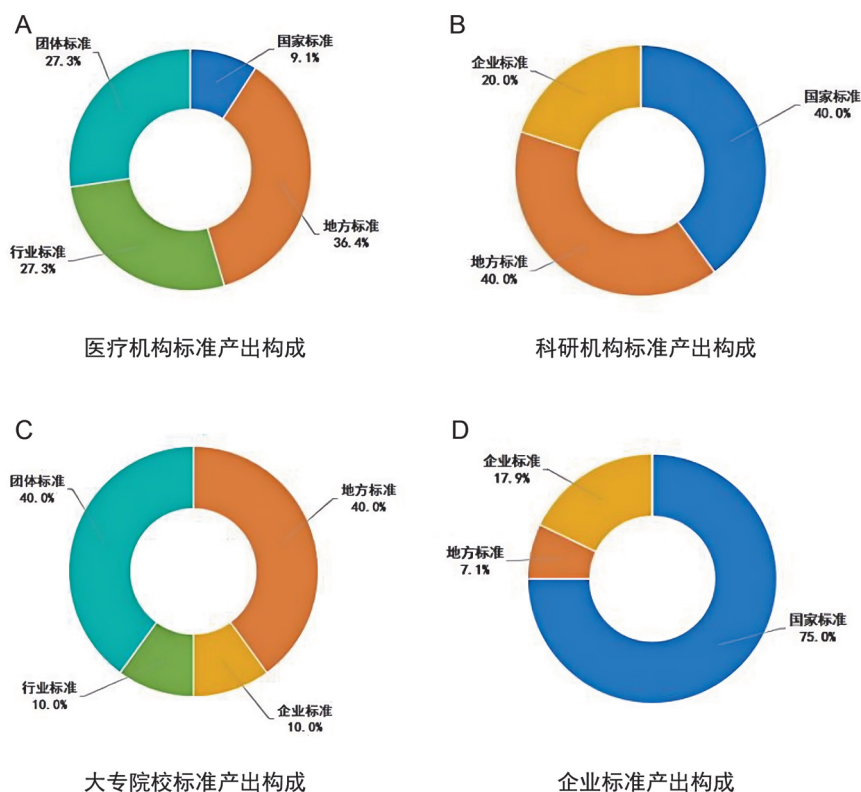 A
团体标准
27.3%
国家标准
9.1%
地方标准
36.4%
行业标准
27.3%
医疗机构标准产出构成
B
企业标准
20.0%
国家标准
40.0%
地方标准
40.0%
科研机构标准产出构成
C
团体标准
40.0%
地方标准
40.0%
行业标准
10.0%
企业标准
10.0%
大专院校标准产出构成
D
企业标准
17.9%
地方标准
7.1%
国家标准
75.0%
企业标准产出构成